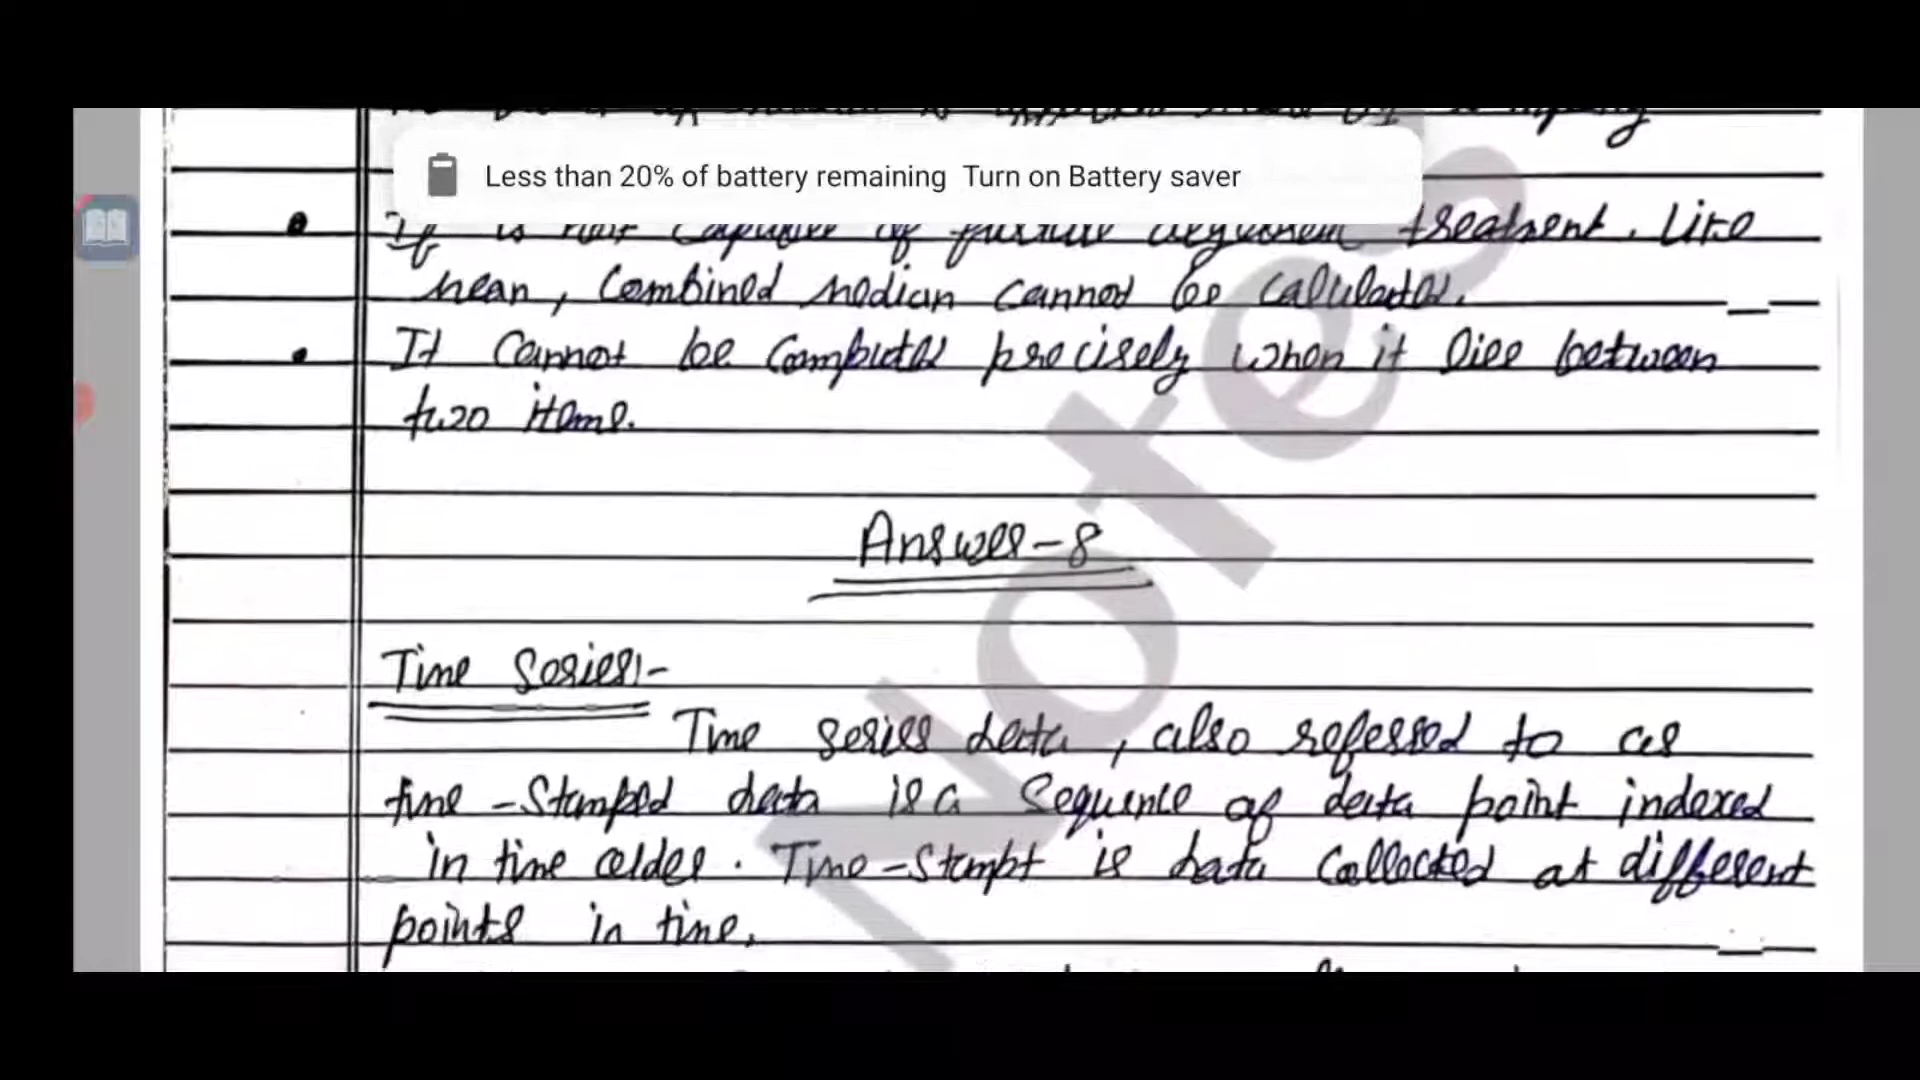 Less than 20% of battery remaining Turn on Battery saver
treatment. Like
mean, Combined median cannot be calculated.
It Cannot be Computed precisely when it lies between
two items.
Answer-8
Time Series:-
Time series data, also referred to as
time-Stamped data is a Sequence of data point indexed
in time order. Time-Stampt is data Collected at different
points in time.
Notes